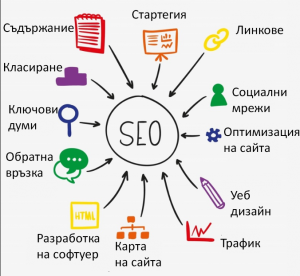 Стартегия
Съдържание
Линкове
Класиране
Социални
мрежи
Ключови
думи
SEO
Оптимизация
на сайта
Обратна
връзка
Уеб
дизайн
HTML
Разработка
на софтуер
Карта
на сайта
Трафик